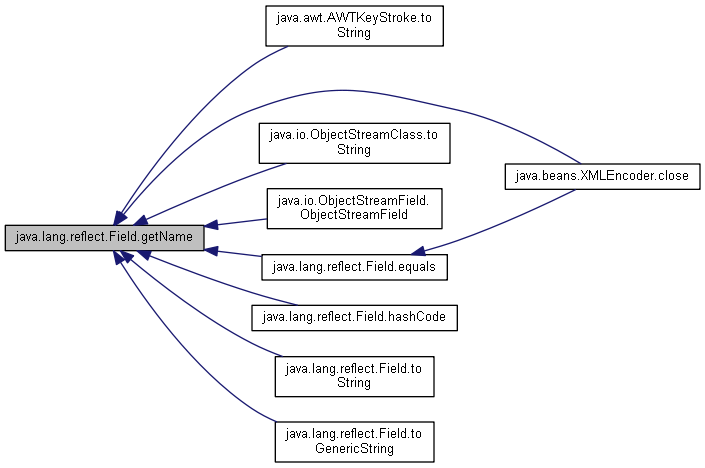 java.awt.AWTKeyStroke.to
String
java.io.ObjectStreamClass.to
String
java.beans.XMLEncoder.close
java.io.ObjectStreamField.
ObjectStreamField
java.lang.reflect.Field.getName
java.lang.reflect.Field.equals
java.lang.reflect.Field.hashCode
java.lang.reflect.Field.to
String
java.lang.reflect.Field.to
GenericString